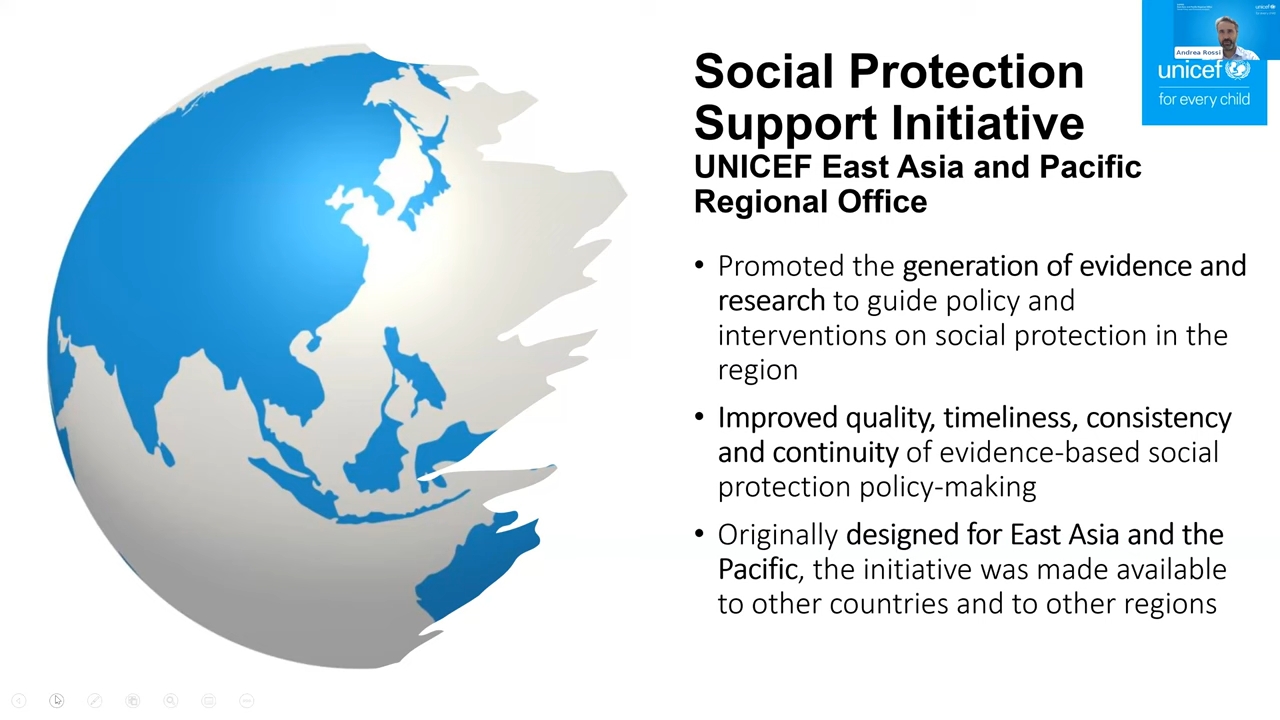 Social Protection
Support Initiative
UNICEF East Asia and Pacific
Regional Office
• Promoted the generation of evidence and
research to guide policy and
interventions on social protection in the
region
• Improved quality, timeliness, consistency
and continuity of evidence-based social
protection policy-making
• Originally designed for East Asia and the
Pacific, the initiative was made available
to other countries and to other regions
unicef
Andrea Rossi
unicef
for every child